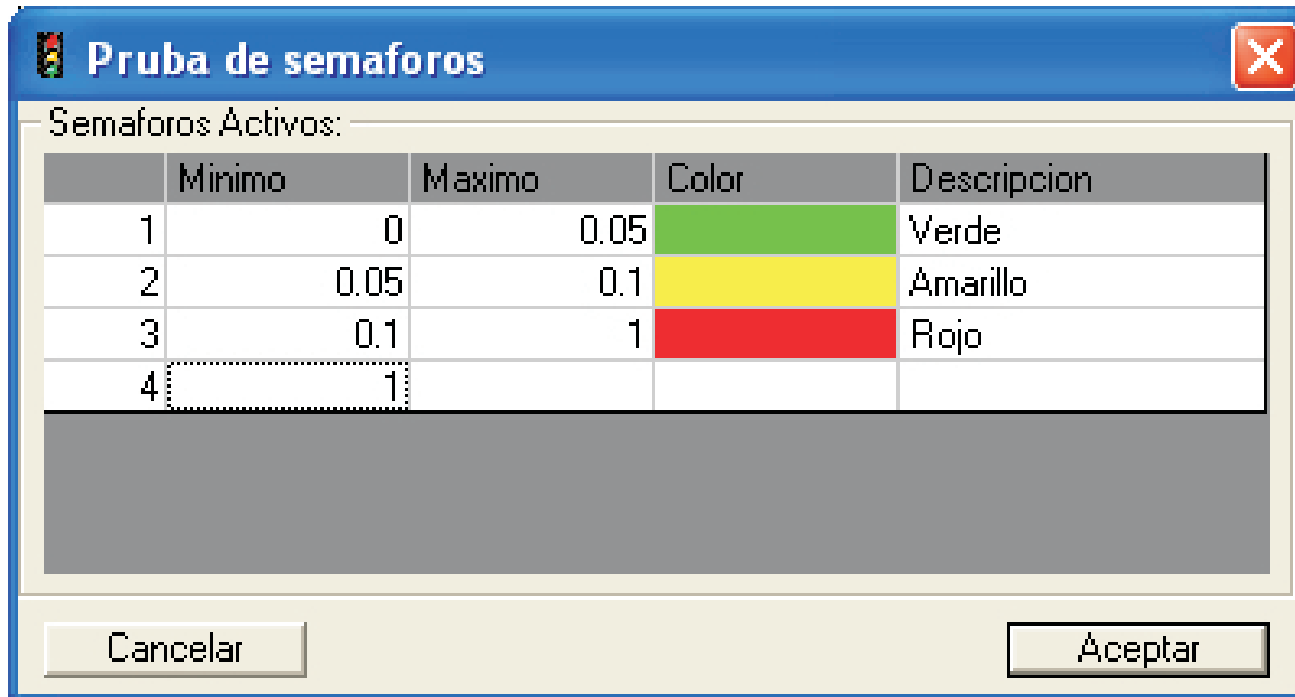 Pruba de semaforos
Semaforos Activos:
Minimo Maximo Color Descripcion
1 0 0.05 Verde
2 0.05 0.1 Amarillo
3 0.1 1 Rojo
4 1
Cancelar Aceptar